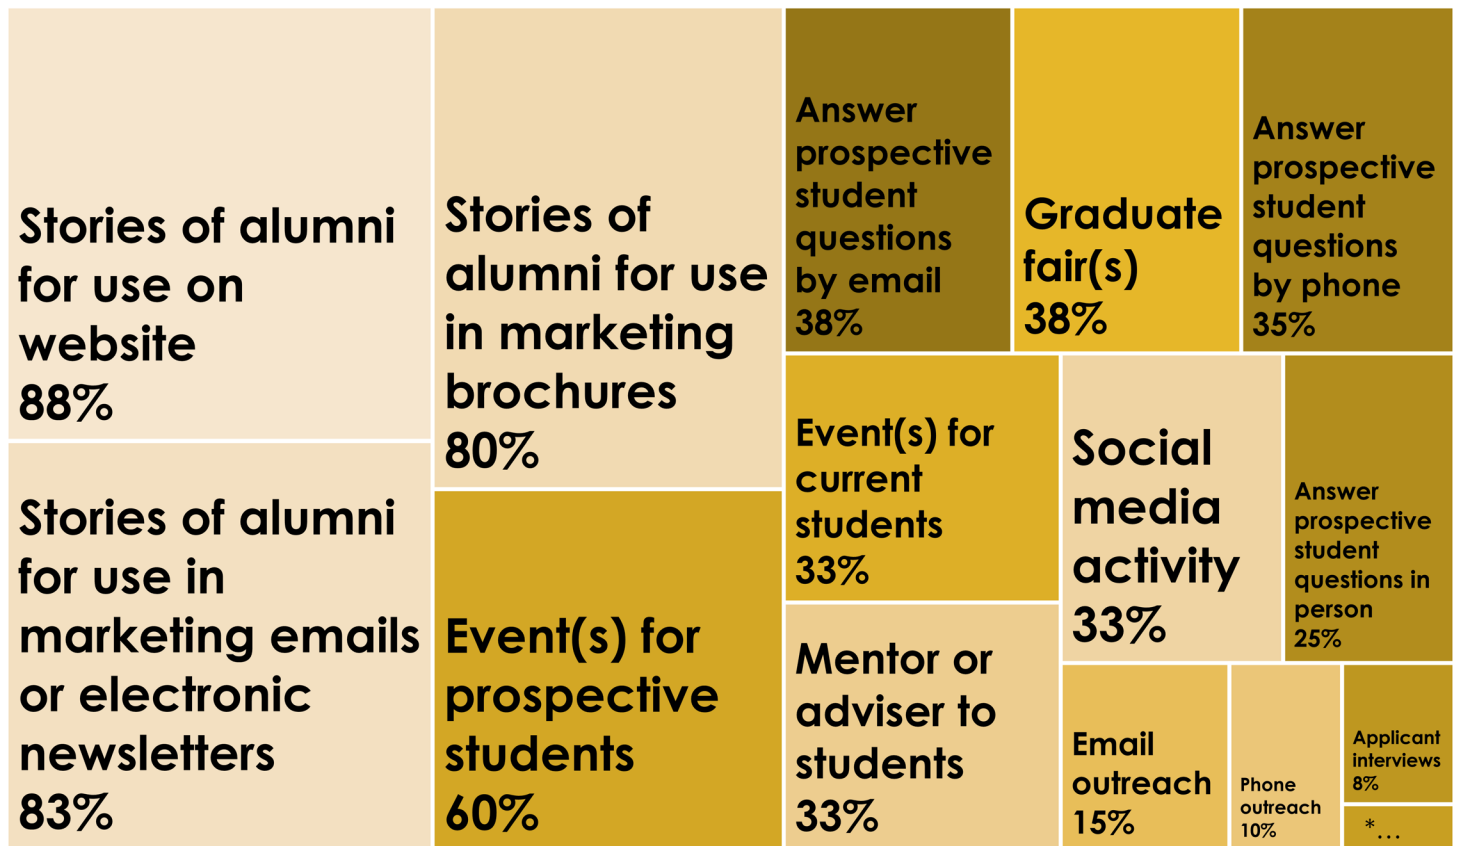 Stories of alumni
for use on
website
88%
Stories of alumni
for use in
marketing emails
or electronic
newsletters
83%
Stories of
alumni for use
in marketing
brochures
80%
Event(s) for
prospective
students
60%
Answer
prospective
student
questions
by email
38%
Graduate
fair(s)
38%
Answer
prospective
student
questions
by phone
35%
Event(s) for
current
students
33%
Mentor or
adviser to
students
33%
Social
media
activity
33%
Answer
prospective
student
questions in
person
25%
Email
outreach
15%
Phone
outreach
10%
Applicant
interviews
8%
*...